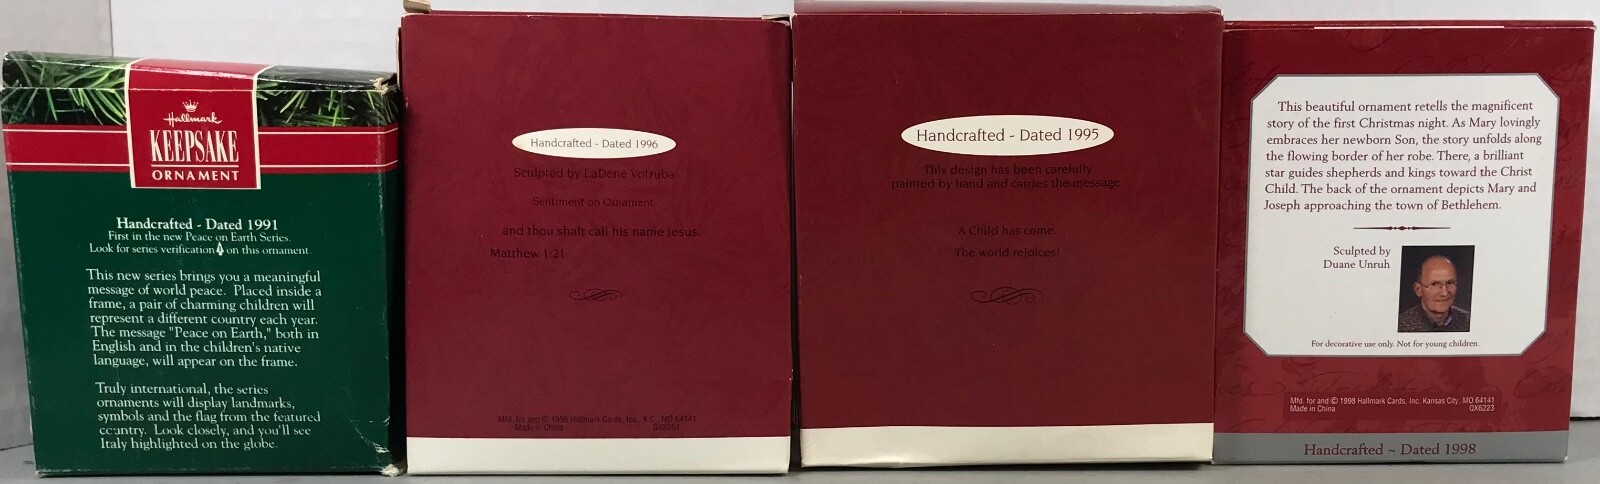 Hallmark
KEEPSAKE
ORNAMENT
Handcrafted - Dated 1991
First in the new Peace on Earth Series.
Look for series verification on this ornament.
This new series brings you a meaningful
message of world peace. Placed inside a
frame, a pair of charming children will
represent a different country each year.
The message "Peace on Earth," both in
English and in the children's native
language, will appear on the frame.
Truly international, the series
ornaments will display landmarks,
symbols and the flag from the featured
country. Look closely, and you'll see
Italy highlighted on the globe.
Handcrafted - Dated 1996
Sculpted by LaDene Votruba
Sentiment on Ornament:
and thou shalt call his name Jesus.
Matthew 1:21
Mfd. for and © 1996 Hallmark Cards, Inc., K.C., MO 64141
Made in China
Handcrafted - Dated 1995
This design has been carefully
painted by hand and carries the message
A Child has come.
The world rejoices!
This beautiful ornament retells the magnificent
story of the first Christmas night. As Mary lovingly
embraces her newborn Son, the story unfolds along
the flowing border of her robe. There, a brilliant
star guides shepherds and kings toward the Christ
Child. The back of the ornament depicts Mary and
Joseph approaching the town of Bethlehem.
Sculpted by
Duane Unruh
For decorative use only. Not for young children.
Mfd. for and © 1998 Hallmark Cards, Inc. Kansas City, MO 64141
Made in China QX6223
Handcrafted ~ Dated 1998